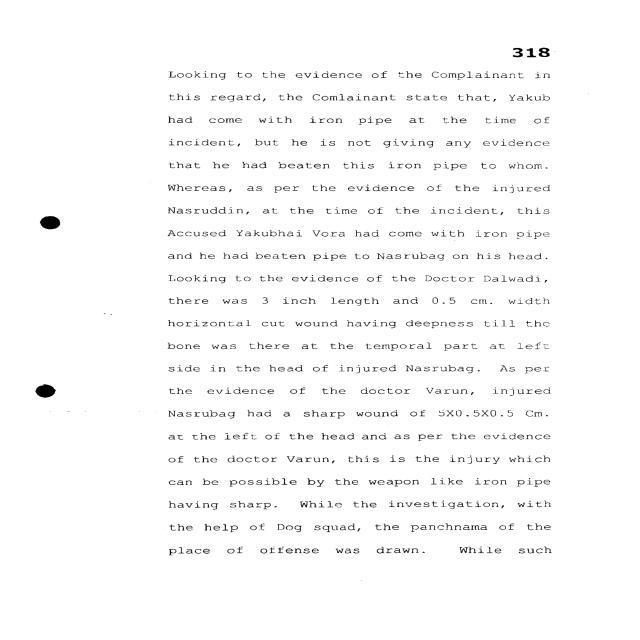 318
Looking to the evidence of the Complainant in
this regard, the Comlainant state that, Yakub
had come with iron pipe at the time of
incident, but he is not giving any evidence
that he had beaten this iron pipe to whom.
Whereas, as per the evidence of the injured
Nasruddin, at the time of the incident, this
Accused Yakubhai Vora had come with iron pipe
and he had beaten pipe to Nasrubag on his head.
Looking to the evidence of the Doctor Dalwadi,
there was 3 inch length and 0.5 cm. width
horizontal cut wound having deepness till the
bone was there at the temporal part at left
side in the head of injured Nasrubag. As per
the evidence of the doctor Varun, injured
Nasrubag had a sharp wound of 5X0.5X0.5 Cm.
at the left of the head and as per the evidence
of the doctor Varun, this is the injury which
can be possible by the weapon like iron pipe
having sharp. While the investigation, with
the help of Dog squad, the panchnama of the
place of offense was drawn. While such